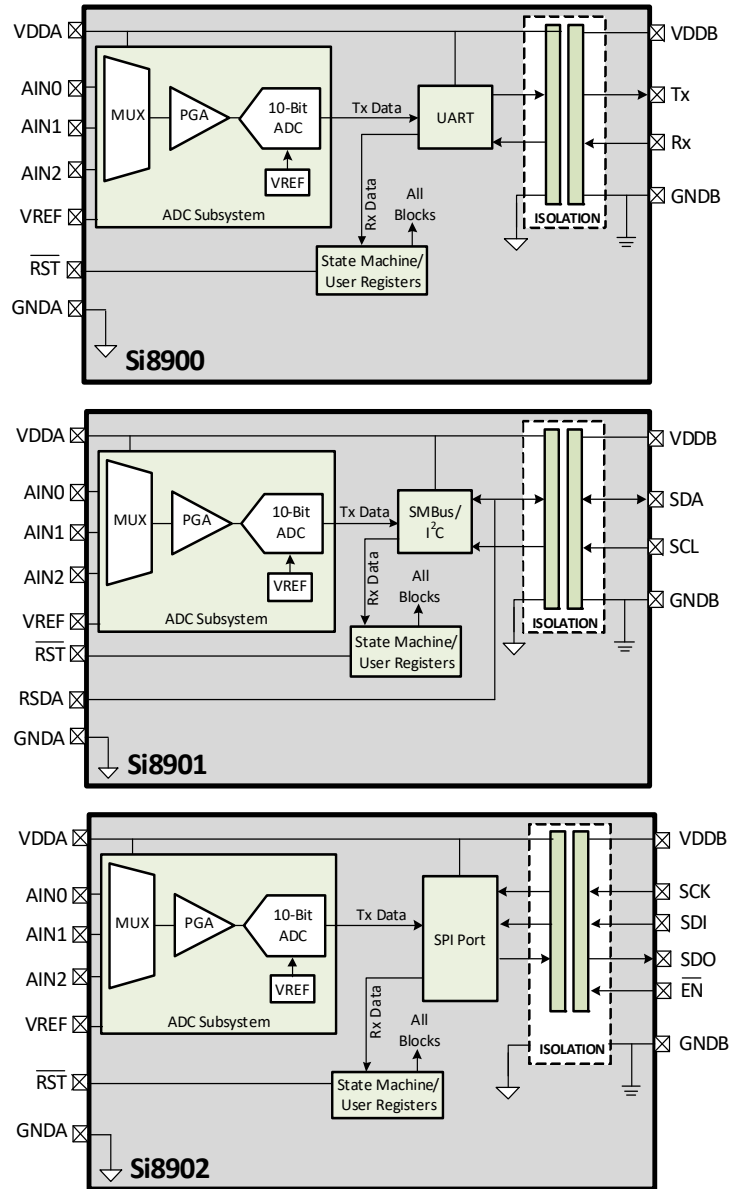 VDDA
AIN0
AIN1
AIN2
VREF
RST
GNDA
MUX
PGA
10-Bit
ADC
VREF
ADC Subsystem
Tx Data
UART
Rx Data
All
Blocks
State Machine/
User Registers
ISOLATION
VDDB
Tx
Rx
GNDB
Si8900
VDDA
AIN0
AIN1
AIN2
VREF
RST
RSDA
GNDA
MUX
PGA
10-Bit
ADC
VREF
ADC Subsystem
Tx Data
SMBus/
I²C
Rx Data
All
Blocks
State Machine/
User Registers
ISOLATION
VDDB
SDA
SCL
GNDB
Si8901
VDDA
AIN0
AIN1
AIN2
VREF
RST
GNDA
MUX
PGA
10-Bit
ADC
VREF
ADC Subsystem
Tx Data
SPI Port
Rx Data
All
Blocks
State Machine/
User Registers
ISOLATION
VDDB
SCK
SDI
SDO
EN
GNDB
Si8902